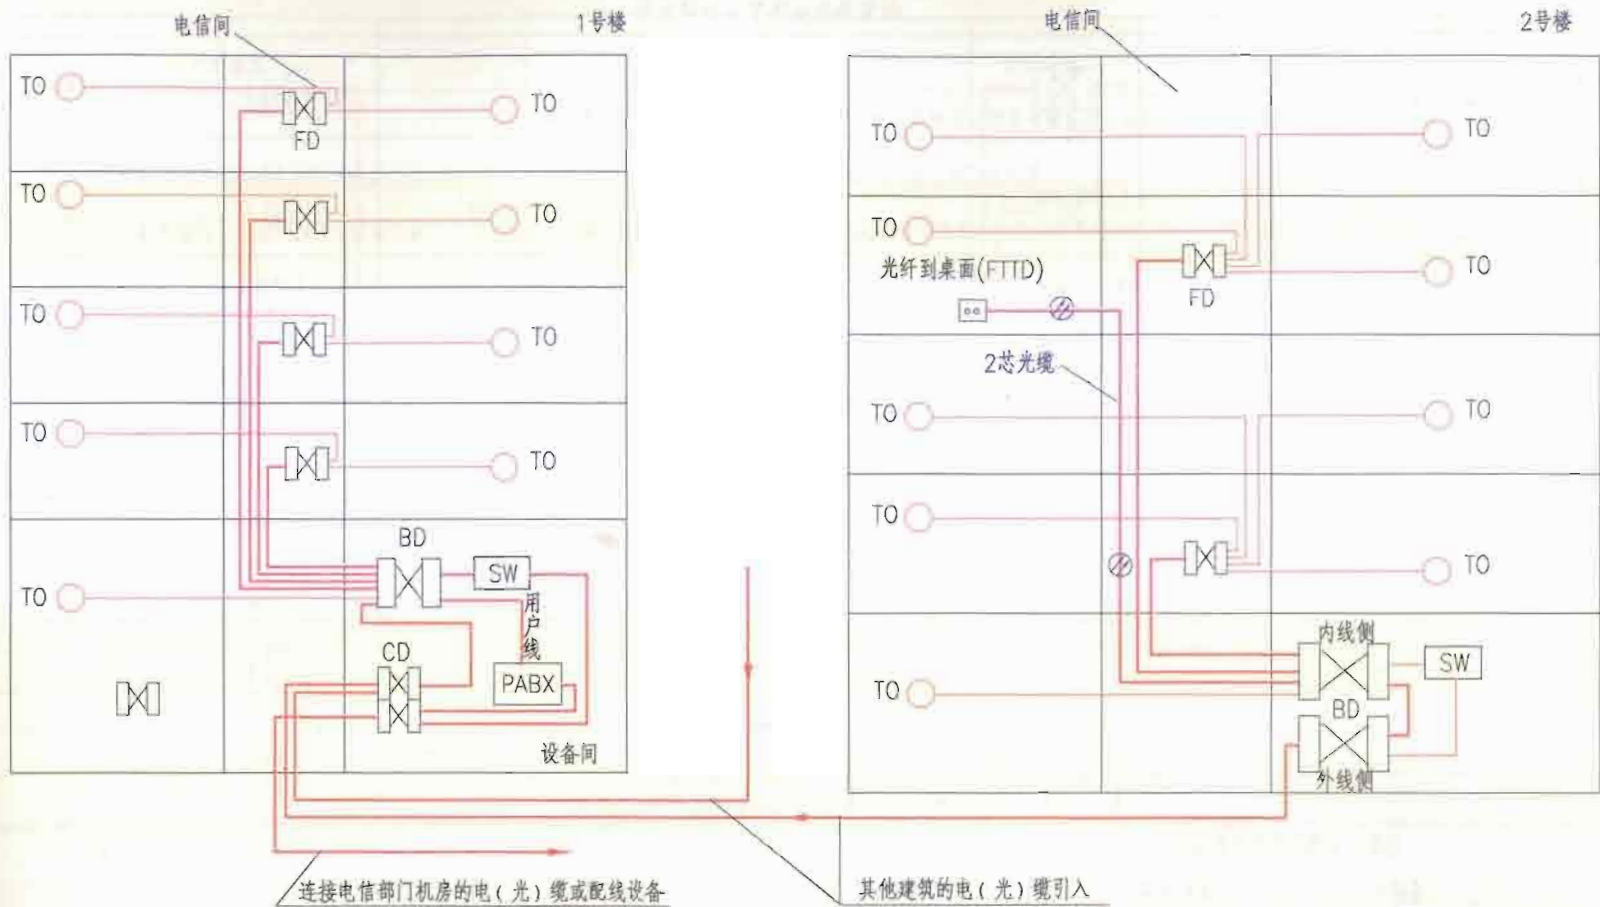 电信间
1号楼
电信间
2号楼
TO
TO
FD
TO
TO
TO
TO
TO
TO
BD
SW
TO
用户线
CD
PABX
设备间
TO
TO
TO
光纤到桌面(FTTD)
TO
FD
2芯光缆
TO
TO
TO
TO
内线侧
SW
TO
BD
外线侧
连接电信部门机房的电(光)缆或配线设备
其他建筑的电(光)缆引入